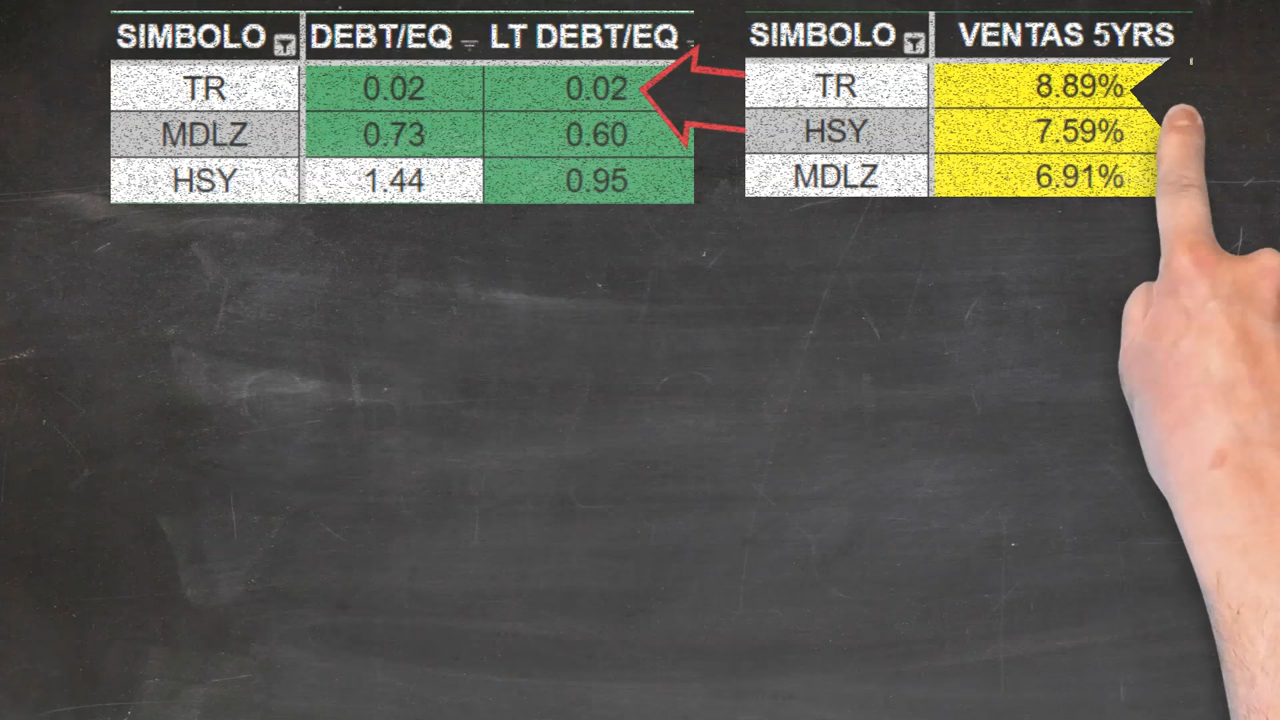 SIMBOLO DEBT/EQ LT DEBT/EQ
TR 0.02 0.02
MDLZ 0.73 0.60
HSY 1.44 0.95
SIMBOLO VENTAS 5YRS
TR 8.89%
HSY 7.59%
MDLZ 6.91%